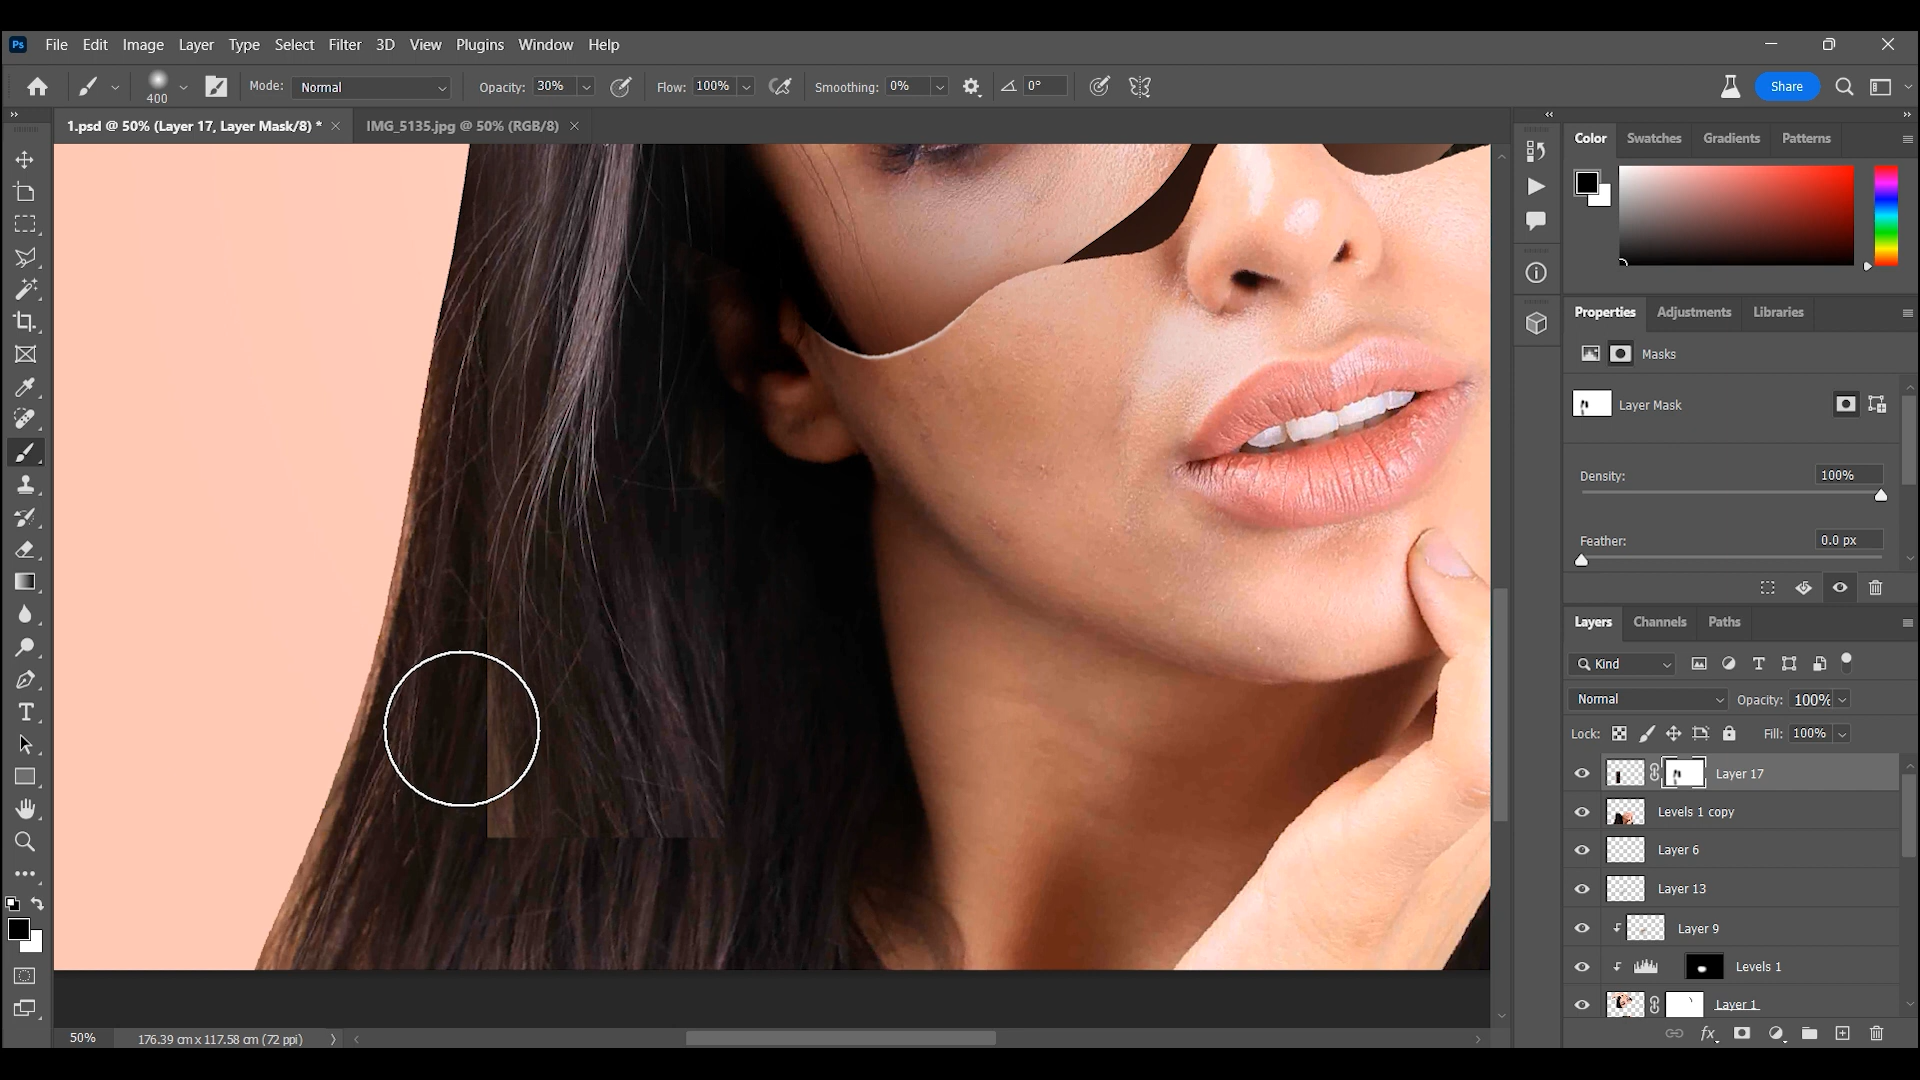 Ps File Edit Image Layer Type Select Filter 3D View Plugins Window Help
400 Mode: Normal Opacity: 30% Flow: 100% Smoothing: 0% 0° Share
1.psd @ 50% (Layer 17, Layer Mask/8) * IMG_5135.jpg @ 50% (RGB/8)
Color Swatches Gradients Patterns
Properties Adjustments Libraries
Masks
Layer Mask
Density: 100%
Feather: 0.0 px
Layers Channels Paths
Kind
Normal Opacity: 100%
Lock: Fill: 100%
Layer 17
Levels 1 copy
Layer 6
Layer 13
Layer 9
Levels 1
Layer 1
fx
50% 176.39 cm x 117.58 cm (72 ppi)